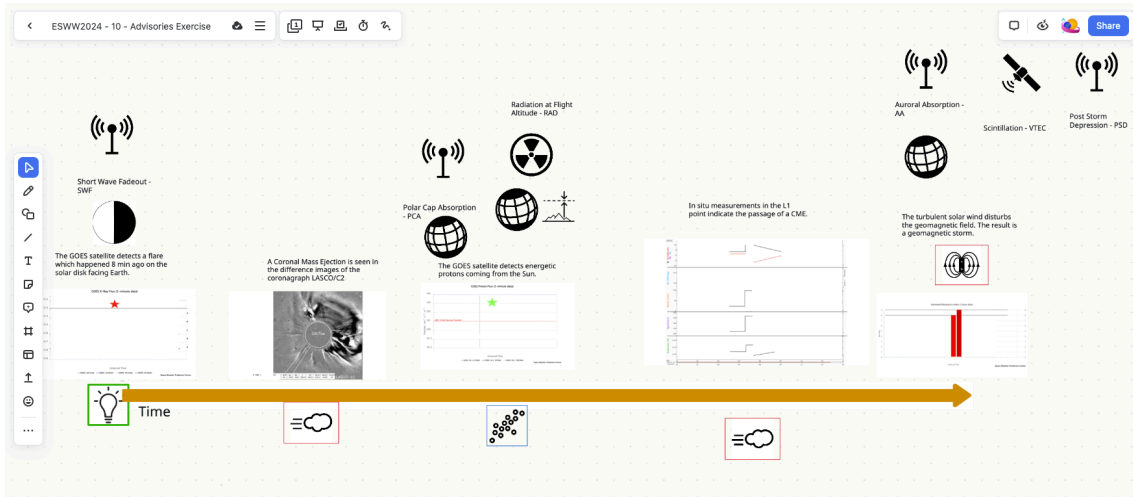 ESWW2024 - 10 - Advisories Exercise
1
Share
Radiation at Flight
Altitude - RAD
Auroral Absorption -
AA
Scintillation - VTEC
Post Storm
Depression - PSD
Short Wave Fadeout -
SWF
Polar Cap Absorption
- PCA
In situ measurements in the L1
point indicate the passage of a CME.
The turbulent solar wind disturbs
the geomagnetic field. The result is
a geomagnetic storm.
The GOES satellite detects a flare
which happened 8 min ago on the
solar disk facing Earth.
A Coronal Mass Ejection is seen in
the difference images of the
coronagraph LASCO/C2
The GOES satellite detects energetic
protons coming from the Sun.
Time